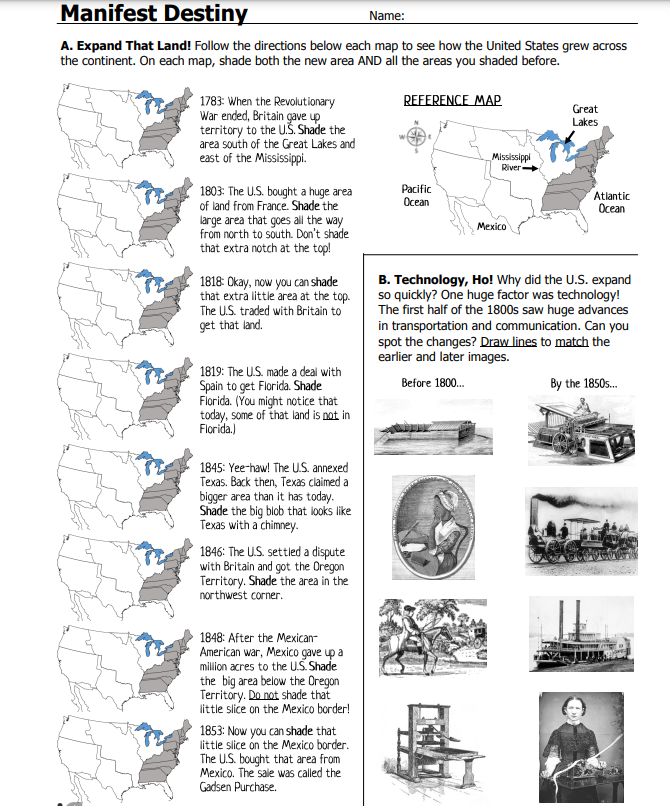 Manifest Destiny
Name:
A. Expand That Land! Follow the directions below each map to see how the United States grew across
the continent. On each map, shade both the new area AND all the areas you shaded before.
1783: When the Revolutionary
War ended, Britain gave up
territory to the U.S. Shade the
area south of the Great Lakes and
east of the Mississippi.
1803: The U.S. bought a huge area
of land from France. Shade the
large area that goes all the way
from north to south. Don't shade
that extra notch at the top!
1818: Okay, now you can shade
that extra little area at the top.
The U.S. traded with Britain to
get that land.
1819: The U.S. made a deal with
Spain to get Florida. Shade
Florida. (You might notice that
today, some of that land is not in
Florida.)
1845: Yee-haw! The U.S. annexed
Texas. Back then, Texas claimed a
bigger area than it has today.
Shade the big blob that looks like
Texas with a chimney.
1846: The U.S. settled a dispute
with Britain and got the Oregon
Territory. Shade the area in the
northwest corner.
1848: After the Mexican-
American war, Mexico gave up a
million acres to the U.S. Shade
the big area below the Oregon
Territory. Do not shade that
little slice on the Mexico border!
1853: Now you can shade that
little slice on the Mexico border.
The U.S. bought that area from
Mexico. The sale was called the
Gadsen Purchase.
REFERENCE MAP
N
W
E
S
Great
Lakes
Mississippi
River
Pacific
Ocean
Atlantic
Ocean
Mexico
B. Technology, Ho! Why did the U.S. expand
so quickly? One huge factor was technology!
The first half of the 1800s saw huge advances
in transportation and communication. Can you
spot the changes? Draw lines to match the
earlier and later images.
Before 1800...
By the 1850s...